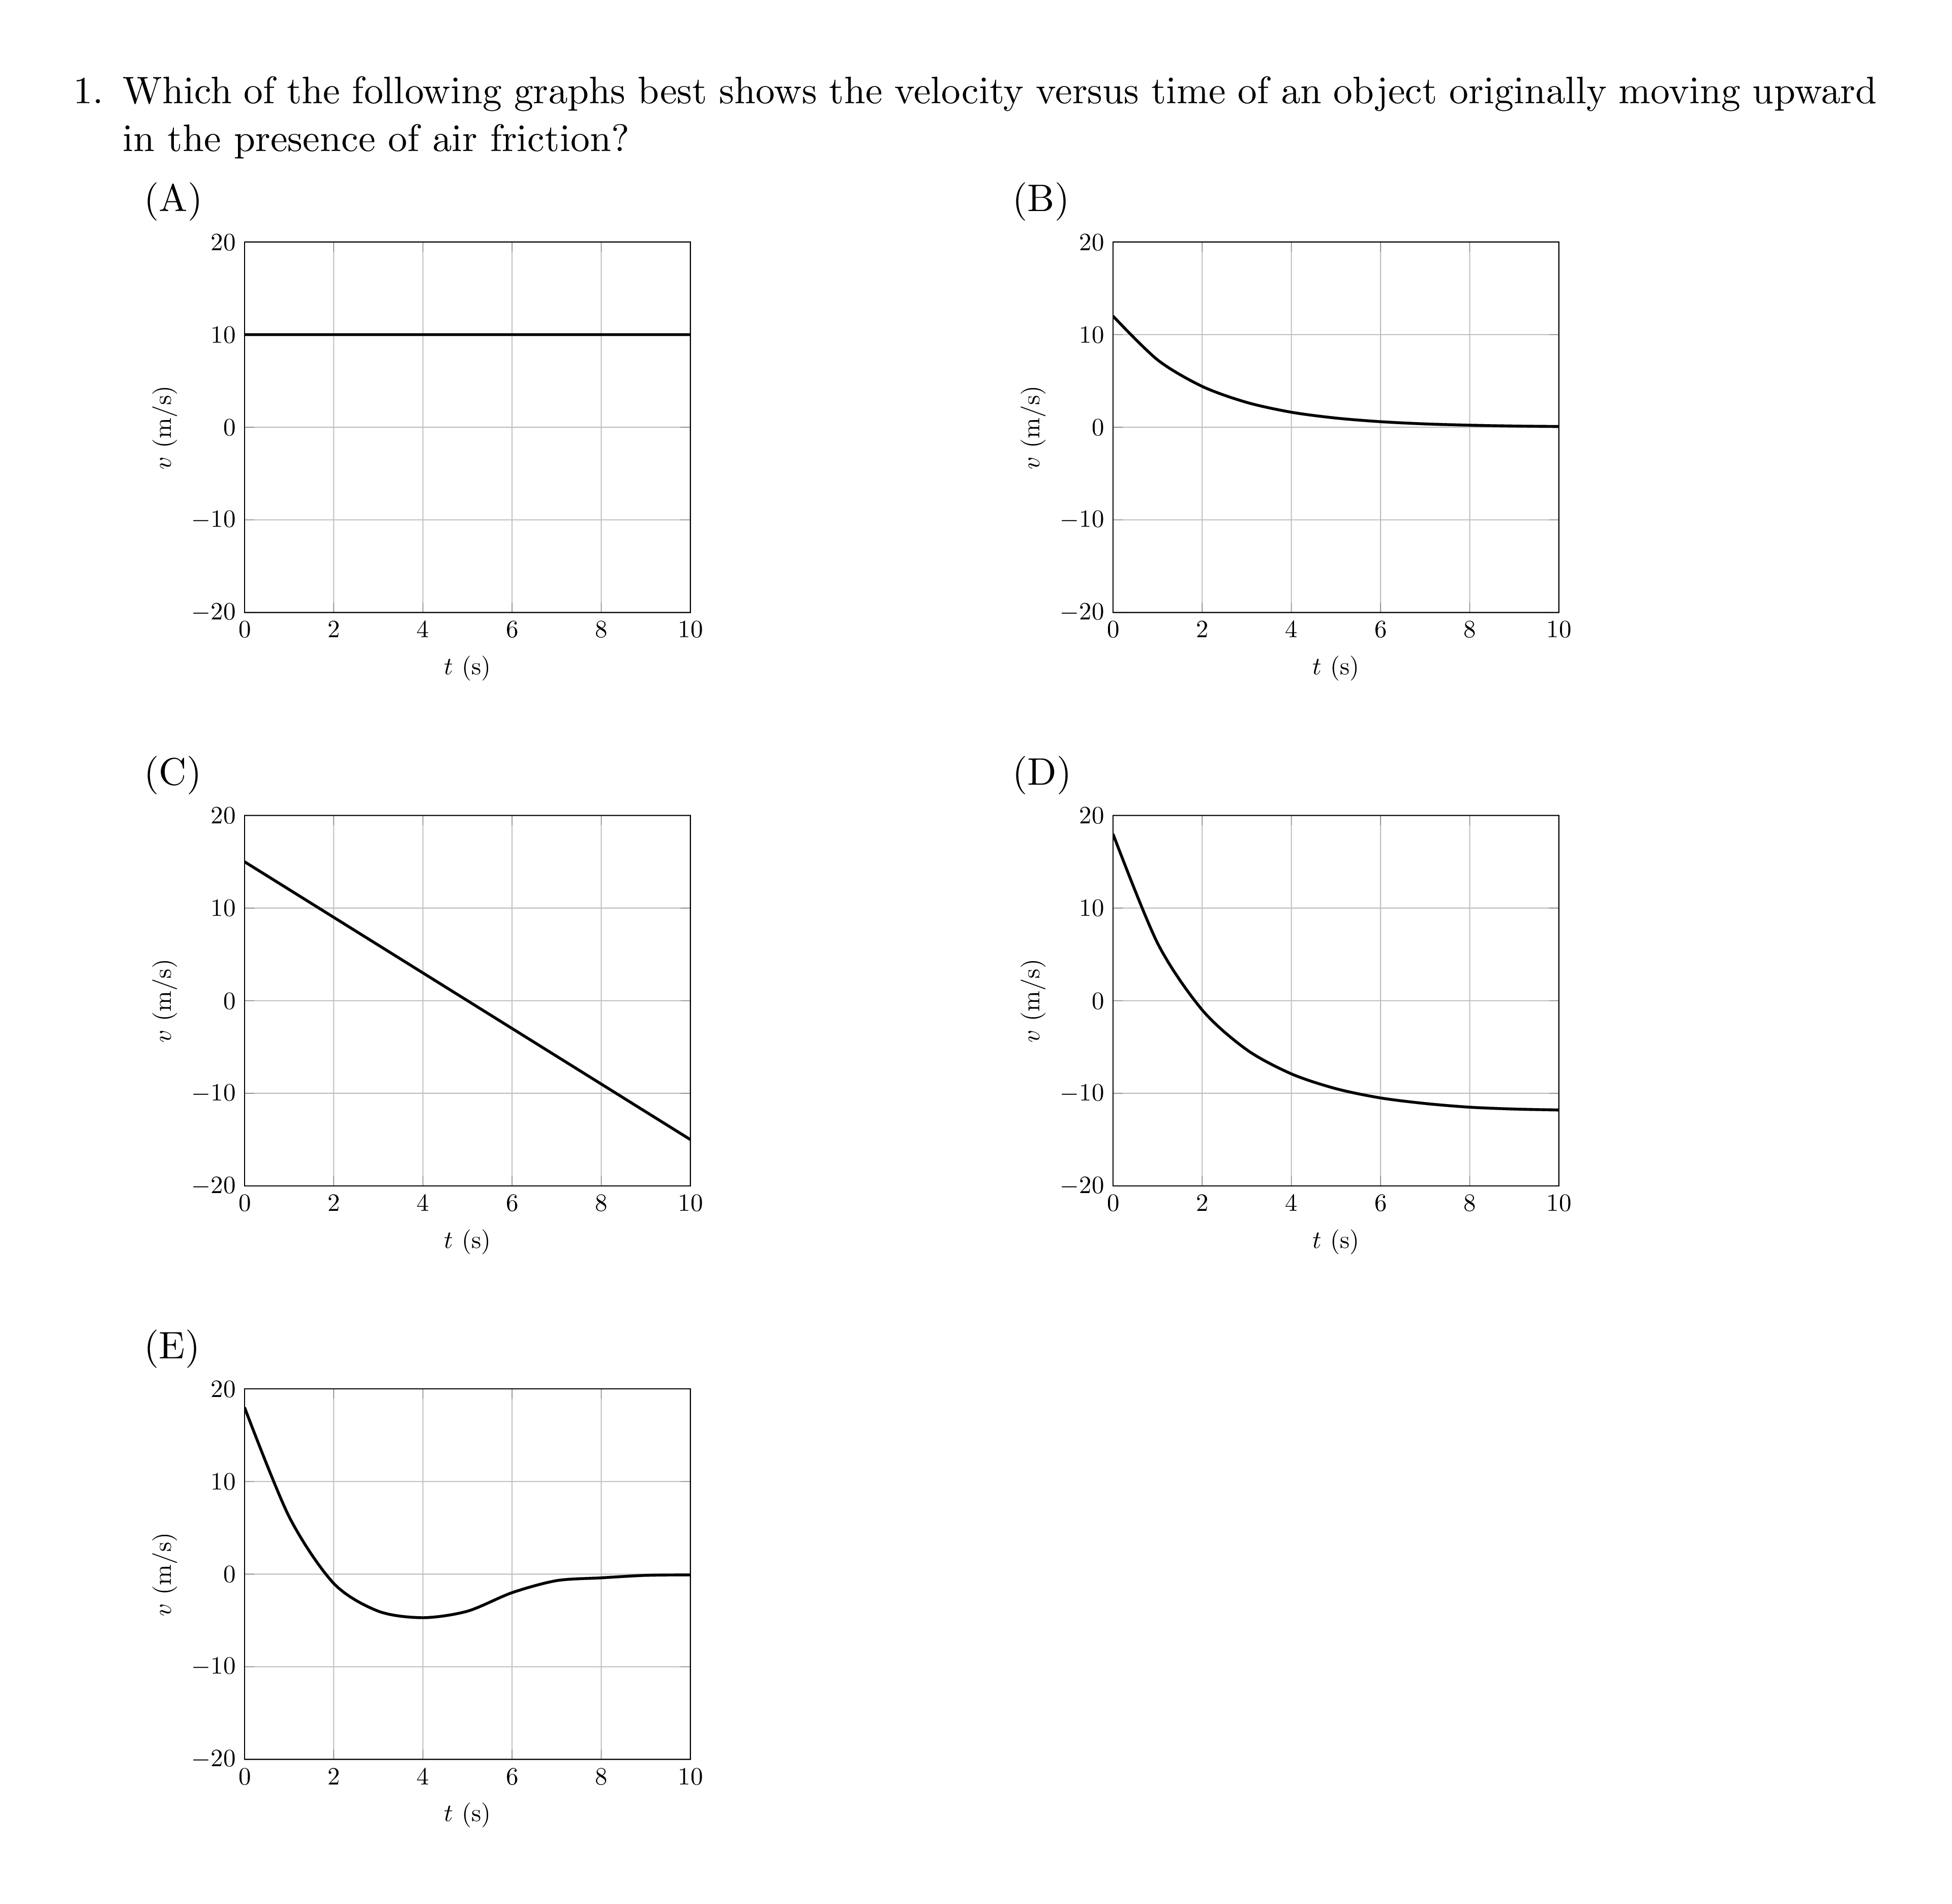 1. Which of the following graphs best shows the velocity versus time of an object originally moving upward
in the presence of air friction?
(A)
20
10
0
−10
−20
v (m/s)
0 2 4 6 8 10
t (s)
(B)
20
10
0
−10
−20
v (m/s)
0 2 4 6 8 10
t (s)
(C)
20
10
0
−10
−20
v (m/s)
0 2 4 6 8 10
t (s)
(D)
20
10
0
−10
−20
v (m/s)
0 2 4 6 8 10
t (s)
(E)
20
10
0
−10
−20
v (m/s)
0 2 4 6 8 10
t (s)